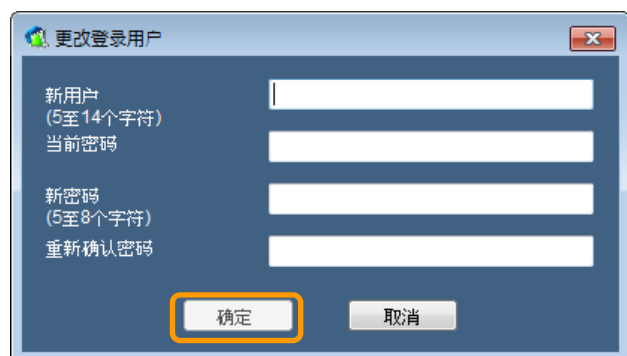 更改登录用户
新用户
(5至14个字符)
当前密码
新密码
(5至8个字符)
重新确认密码
确定
取消